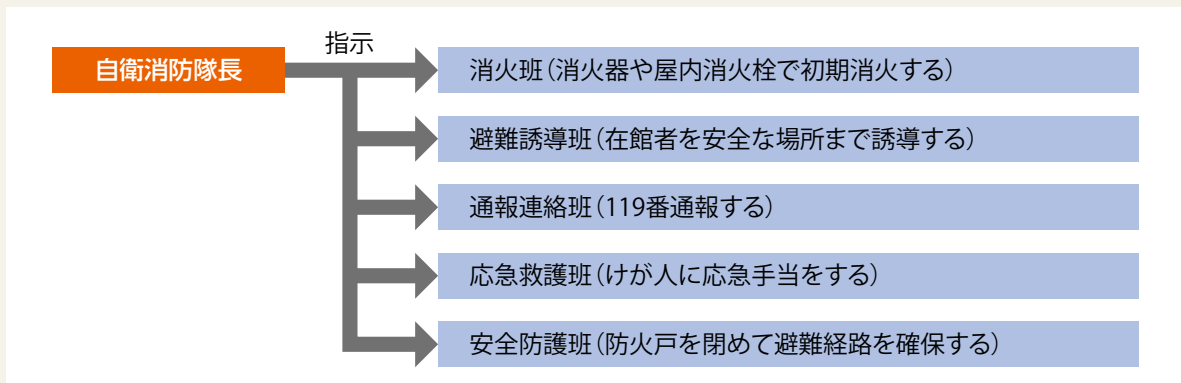 指示
自衛消防隊長
消火班（消火器や屋内消火栓で初期消火する）
避難誘導班（在館者を安全な場所まで誘導する）
通報連絡班（119番通報する）
応急救護班（けが人に応急手当をする）
安全防護班（防火戸を閉めて避難経路を確保する）